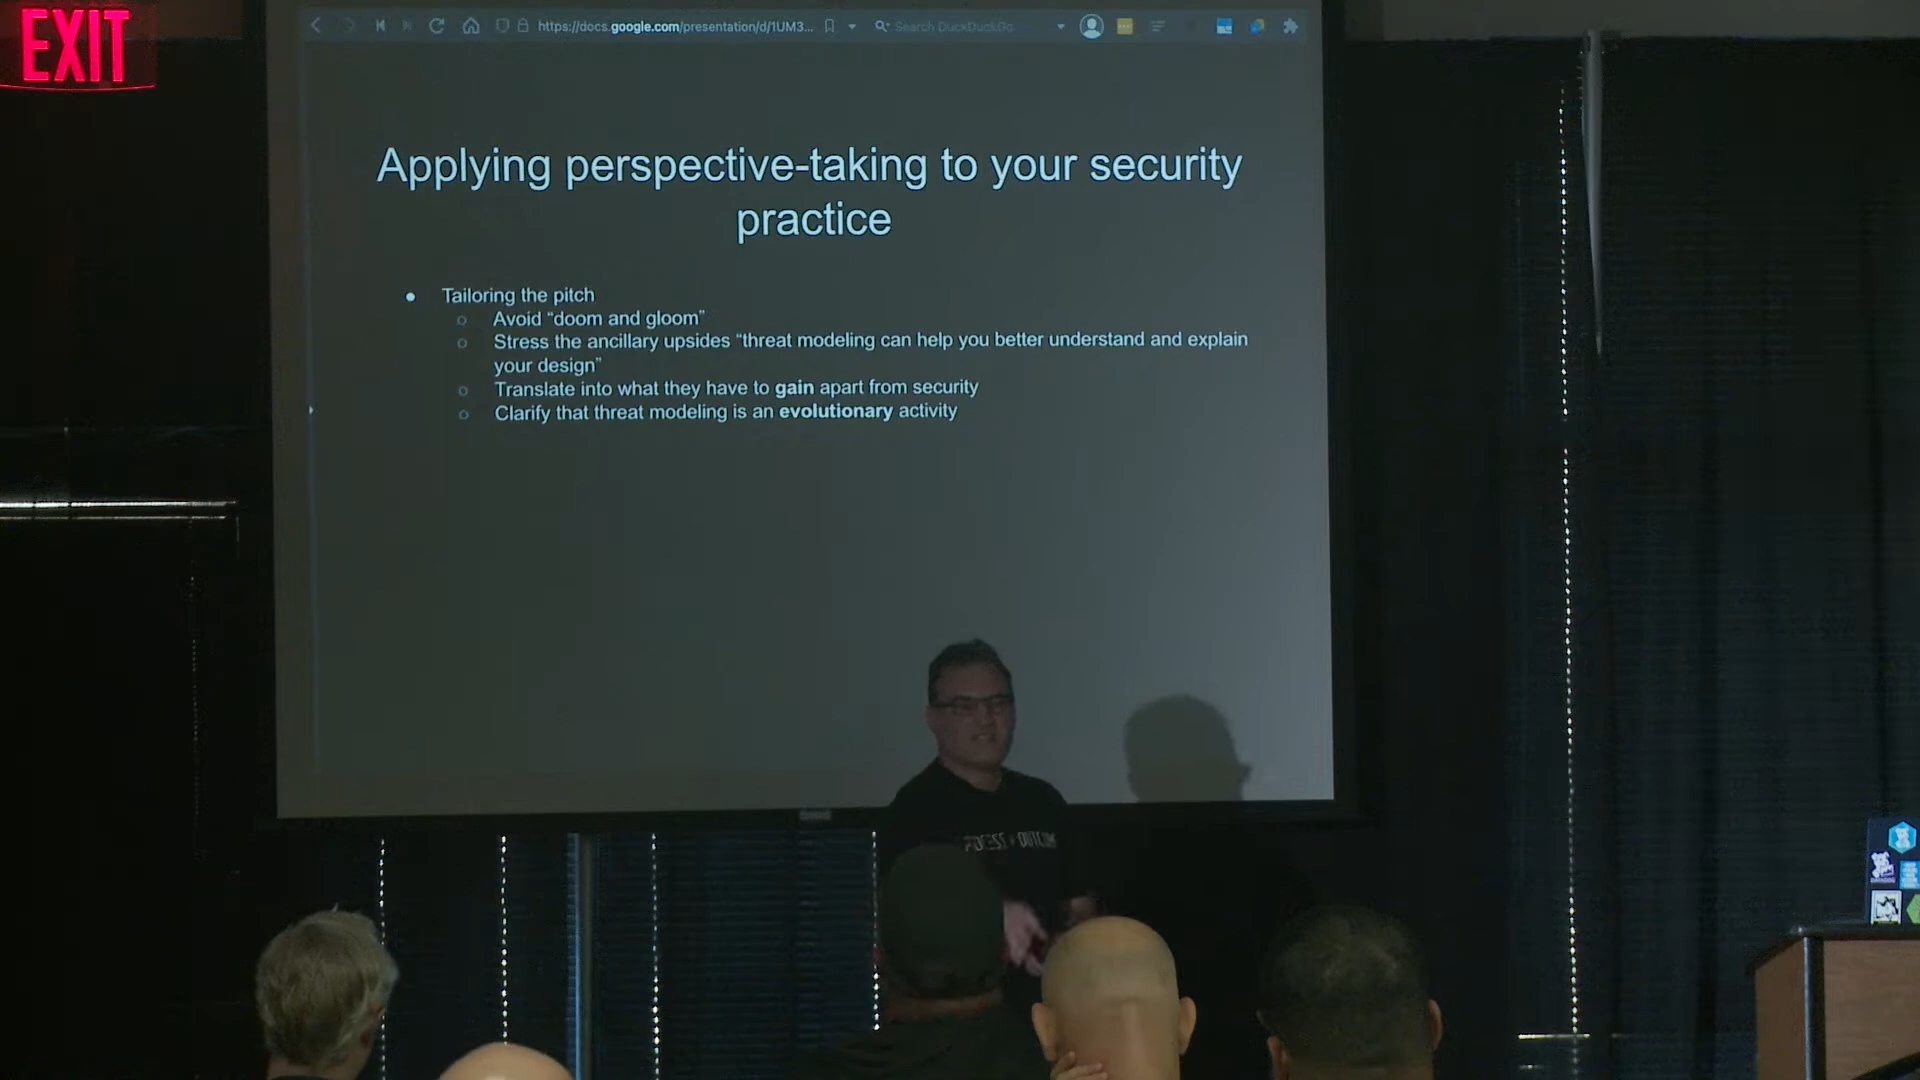 EXIT
https://docs.google.com/presentation/d/1UM3...
Search DuckDuckGo
Applying perspective-taking to your security
practice
Tailoring the pitch
Avoid “doom and gloom”
Stress the ancillary upsides “threat modeling can help you better understand and explain
your design”
Translate into what they have to gain apart from security
Clarify that threat modeling is an evolutionary activity